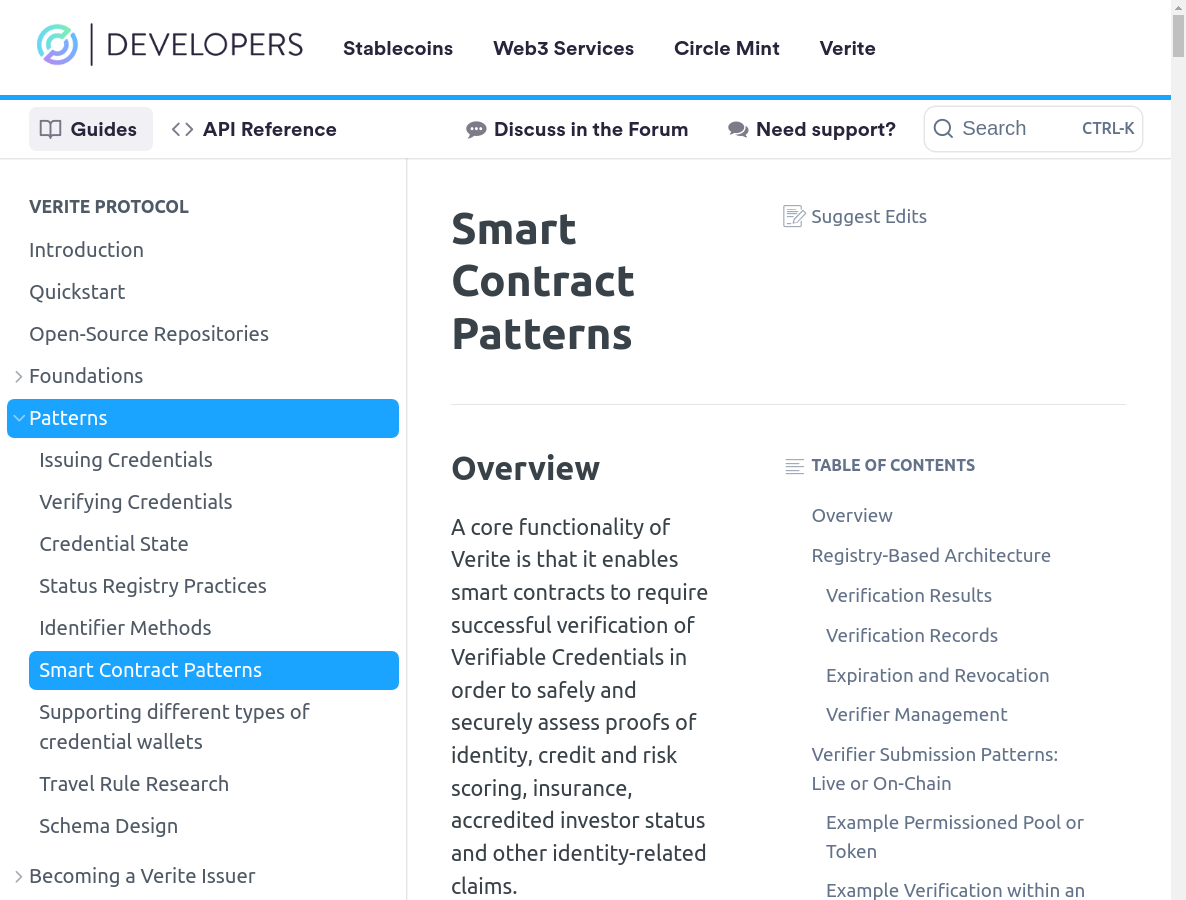 DEVELOPERS
Stablecoins
Web3 Services
Circle Mint
Verite
Guides
API Reference
Discuss in the Forum
Need support?
Search
CTRL-K
VERITE PROTOCOL
Introduction
Quickstart
Open-Source Repositories
Foundations
Patterns
Issuing Credentials
Verifying Credentials
Credential State
Status Registry Practices
Identifier Methods
Smart Contract Patterns
Supporting different types of
credential wallets
Travel Rule Research
Schema Design
Becoming a Verite Issuer
Smart
Contract
Patterns
Suggest Edits
Overview
A core functionality of
Verite is that it enables
smart contracts to require
successful verification of
Verifiable Credentials in
order to safely and
securely assess proofs of
identity, credit and risk
scoring, insurance,
accredited investor status
and other identity-related
claims.
TABLE OF CONTENTS
Overview
Registry-Based Architecture
Verification Results
Verification Records
Expiration and Revocation
Verifier Management
Verifier Submission Patterns:
Live or On-Chain
Example Permissioned Pool or
Token
Example Verification within an